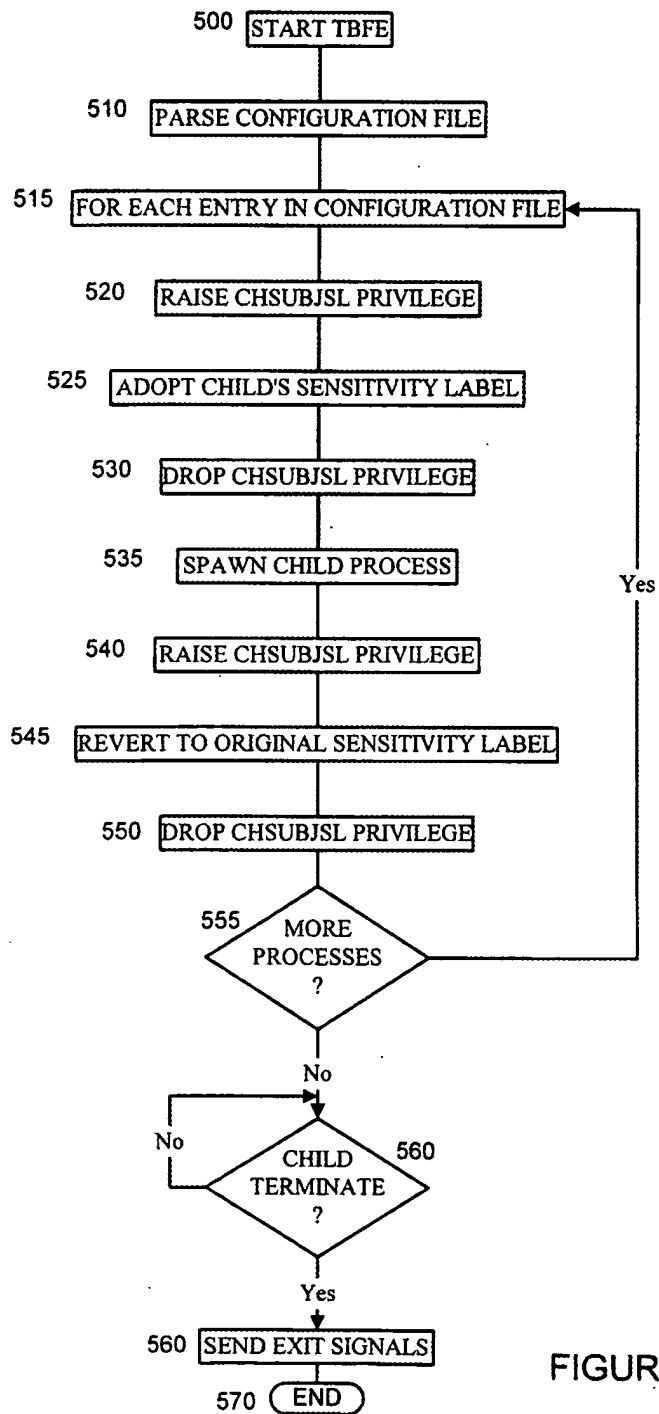 500 START TBFE
510 PARSE CONFIGURATION FILE
515 FOR EACH ENTRY IN CONFIGURATION FILE
520 RAISE CHSUBJSL PRIVILEGE
525 ADOPT CHILD'S SENSITIVITY LABEL
530 DROP CHSUBJSL PRIVILEGE
535 SPAWN CHILD PROCESS
Yes
540 RAISE CHSUBJSL PRIVILEGE
545 REVERT TO ORIGINAL SENSITIVITY LABEL
550 DROP CHSUBJSL PRIVILEGE
555
MORE
PROCESSES
?
No
No
560
CHILD
TERMINATE
?
Yes
560 SEND EXIT SIGNALS
570 END
FIGUR